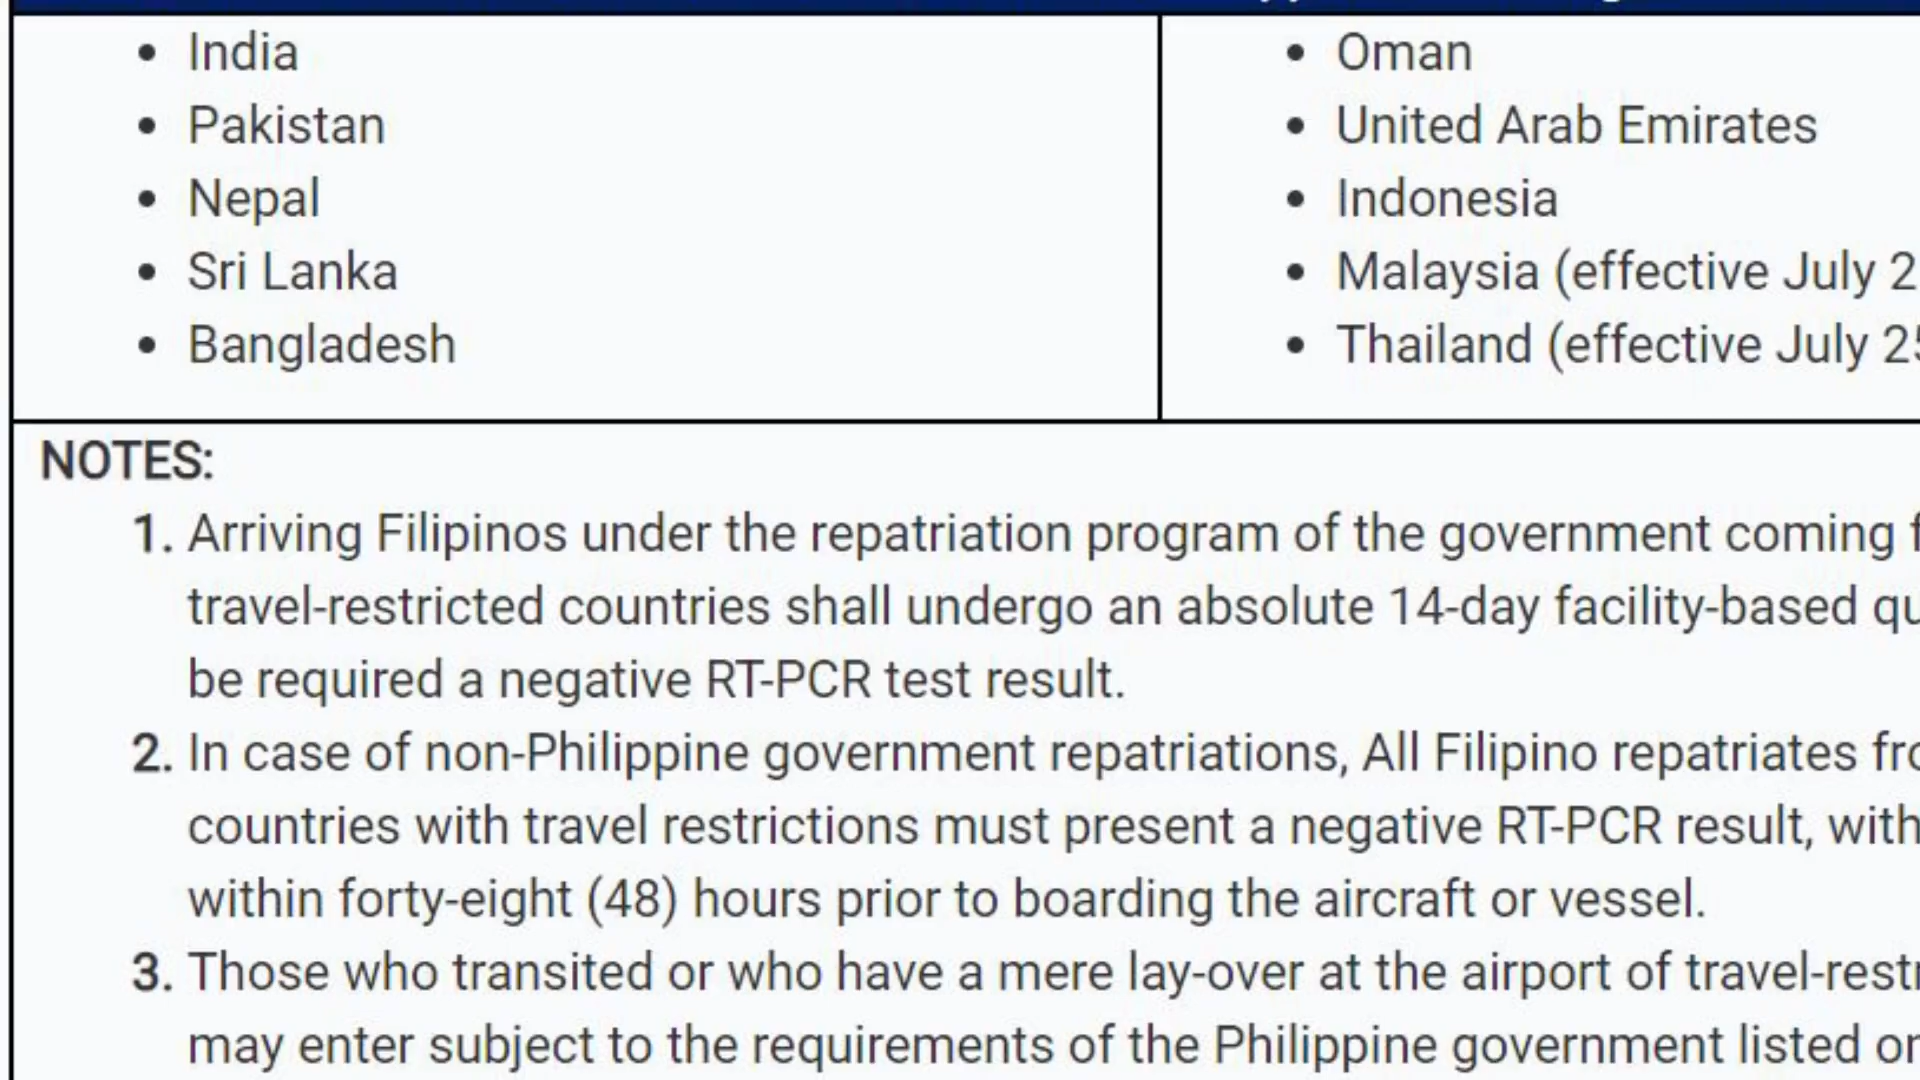 India
Pakistan
Nepal
Sri Lanka
Bangladesh
Oman
United Arab Emirates
Indonesia
Malaysia (effective July 2
Thailand (effective July 25
NOTES:
1. Arriving Filipinos under the repatriation program of the government coming
travel-restricted countries shall undergo an absolute 14-day facility-based
be required a negative RT-PCR test result.
2. In case of non-Philippine government repatriations, All Filipino repatriates
countries with travel restrictions must present a negative RT-PCR result, with
within forty-eight (48) hours prior to boarding the aircraft or vessel.
3. Those who transited or who have a mere lay-over at the airport of
may enter subject to the requirements of the Philippine government listed